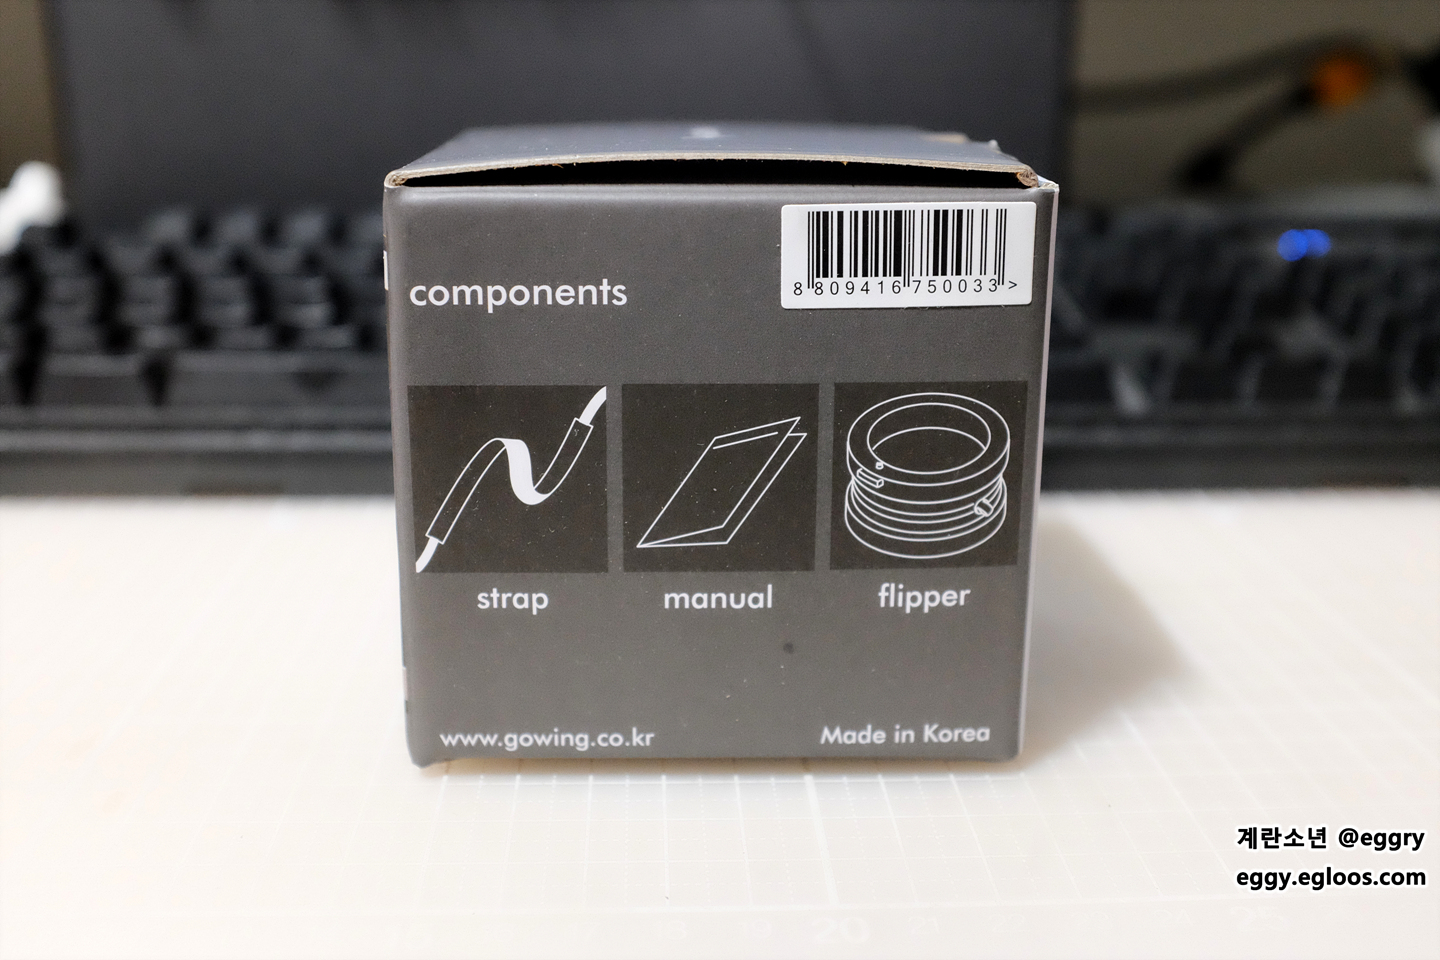 8 809416 750033 >
components
strap
manual
flipper
www.gowing.co.kr
Made in Korea
계란소년 @eggry
eggy.egloos.com
20